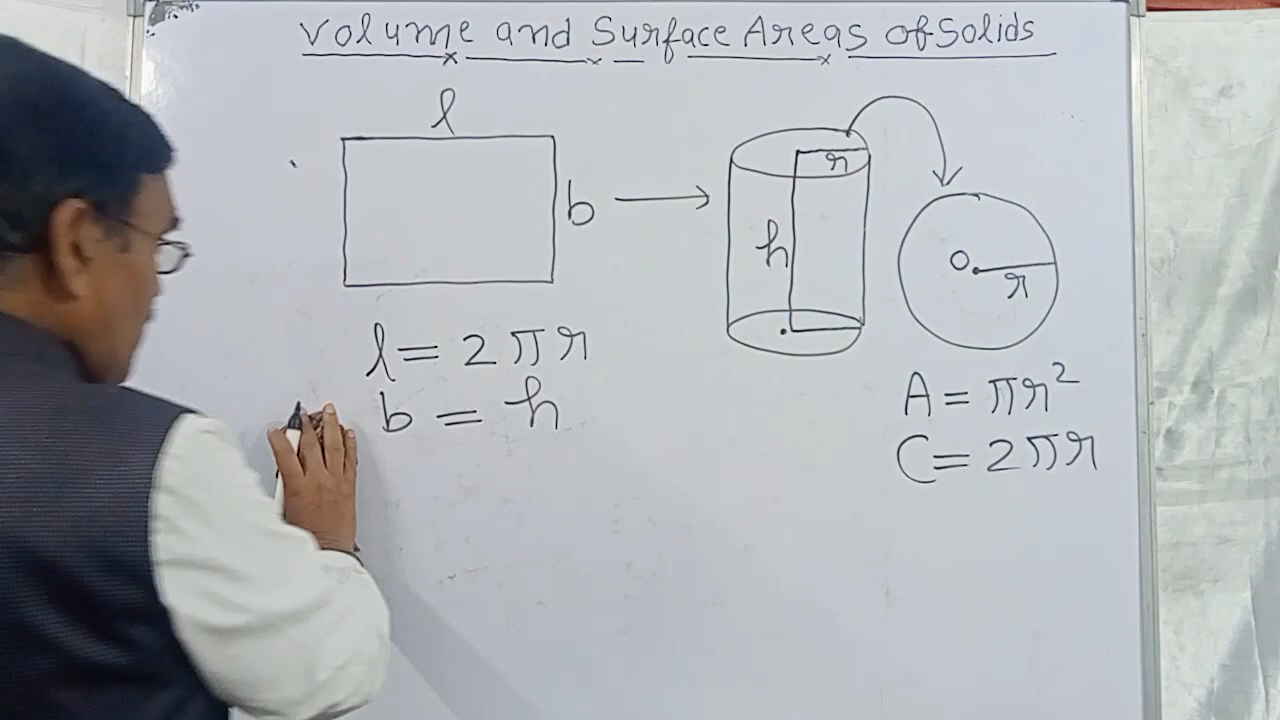 Volume and Surface Areas of Solids
l
b
r
h
O
r
l = 2πr
b = h
A = πr²
C = 2πr